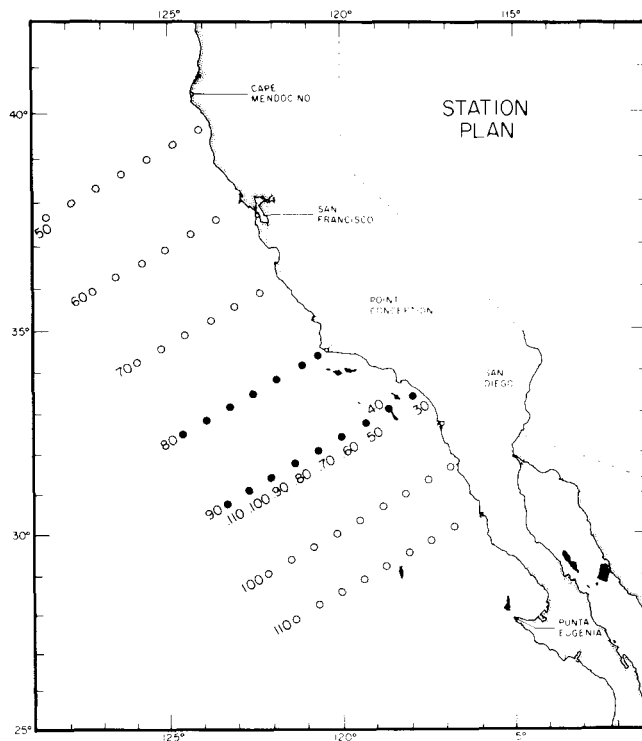 125°
120°
115°
CAPE
MENDOCINO
STATION
PLAN
40°
SAN
FRANCISCO
50
60
POINT
CONCEPTION
35°
70
SAN
DIEGO
80
40
30
50
60
.70
.80
.90
.100
.110
90
30°
100
110
PUNTA
EUGENIA
25°
125°
120°